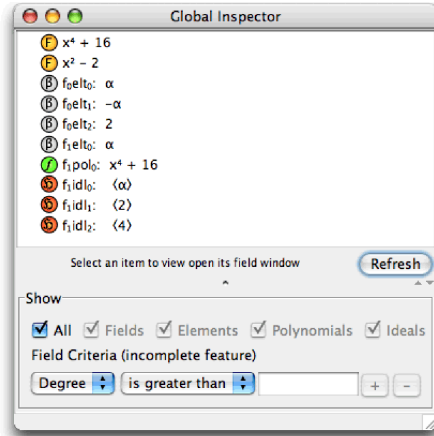 Global Inspector
F x⁴ + 16
F x² - 2
β f₀elt₀: α
β f₀elt₁: -α
β f₀elt₂: 2
β f₁elt₀: α
f f₁pol₀: x⁴ + 16
f₁idl₀: ⟨α⟩
f₁idl₁: ⟨2⟩
f₁idl₂: ⟨4⟩
Select an item to view open its field window
Refresh
Show
All Fields Elements Polynomials Ideals
Field Criteria (incomplete feature)
Degree is greater than + -